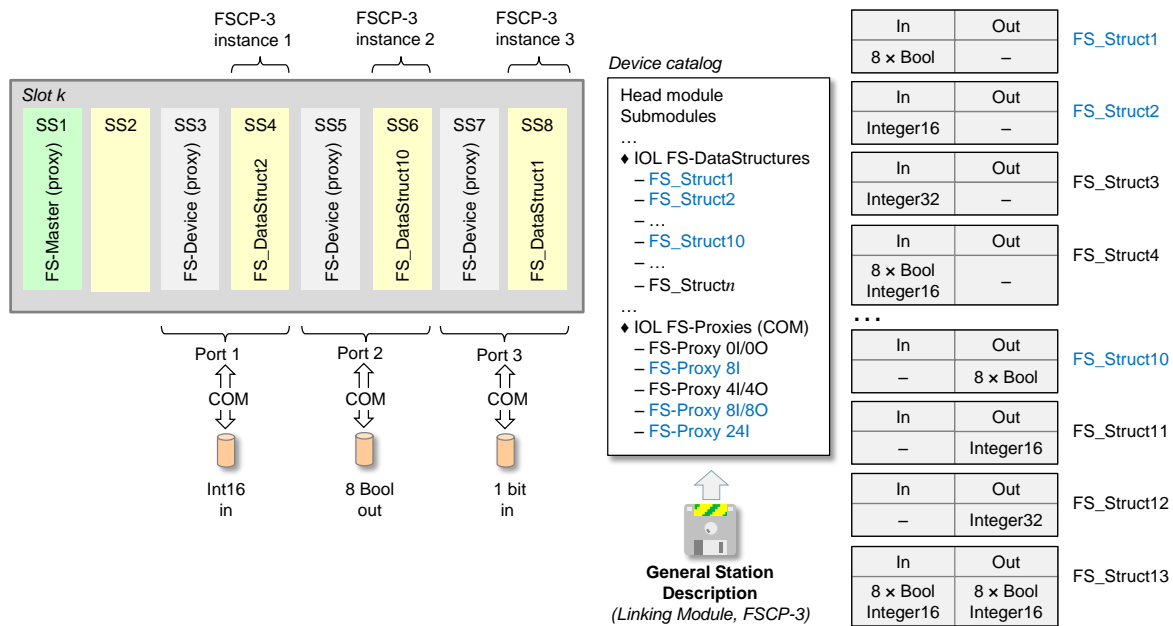 FSCP-3
instance 1
FSCP-3
instance 2
FSCP-3
instance 3
Slot k
SS1
SS2
SS3
SS4
SS5
SS6
SS7
SS8
FS-Master (proxy)
FS-Device (proxy)
FS_DataStruct2
FS-Device (proxy)
FS_DataStruct10
FS-Device (proxy)
FS_DataStruct1
Port 1
Port 2
Port 3
COM
COM
COM
Int16
in
8 Bool
out
1 bit
in
Device catalog
Head module
Submodules
…
♦ IOL FS-DataStructures
– FS_Struct1
– FS_Struct2
– …
– FS_Struct10
– …
– FS_Structn
…
♦ IOL FS-Proxies (COM)
– FS-Proxy 0I/0O
– FS-Proxy 8I
– FS-Proxy 4I/4O
– FS-Proxy 8I/8O
– FS-Proxy 24I
General Station
Description
(Linking Module, FSCP-3)
In Out
8 × Bool –
FS_Struct1
In Out
Integer16 –
FS_Struct2
In Out
Integer32 –
FS_Struct3
In Out
8 × Bool
Integer16 –
FS_Struct4
…
In Out
– 8 × Bool
FS_Struct10
In Out
– Integer16
FS_Struct11
In Out
– Integer32
FS_Struct12
In Out
8 × Bool 8 × Bool
Integer16 Integer16
FS_Struct13